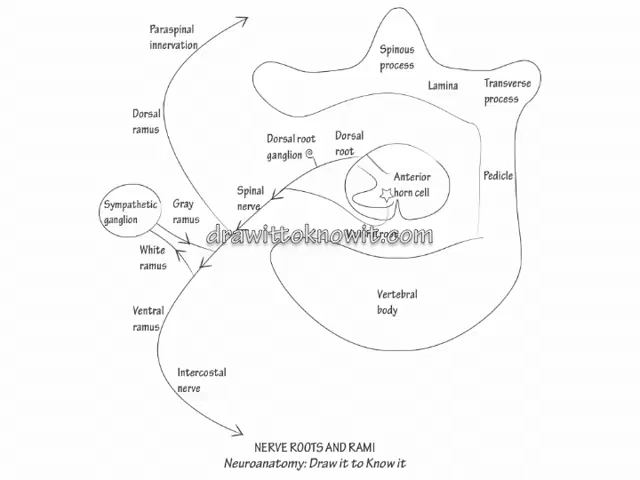 Paraspinal
innervation
Spinous
process
Lamina
Transverse
process
Dorsal
ramus
Dorsal root
ganglion
Dorsal
root
Anterior
horn cell
Pedicle
Spinal
nerve
Sympathetic
ganglion
Gray
ramus
drawittoknowit.com
White
ramus
Vertebral
body
Ventral
ramus
Intercostal
nerve
NERVE ROOTS AND RAMI
Neuroanatomy: Draw it to Know it